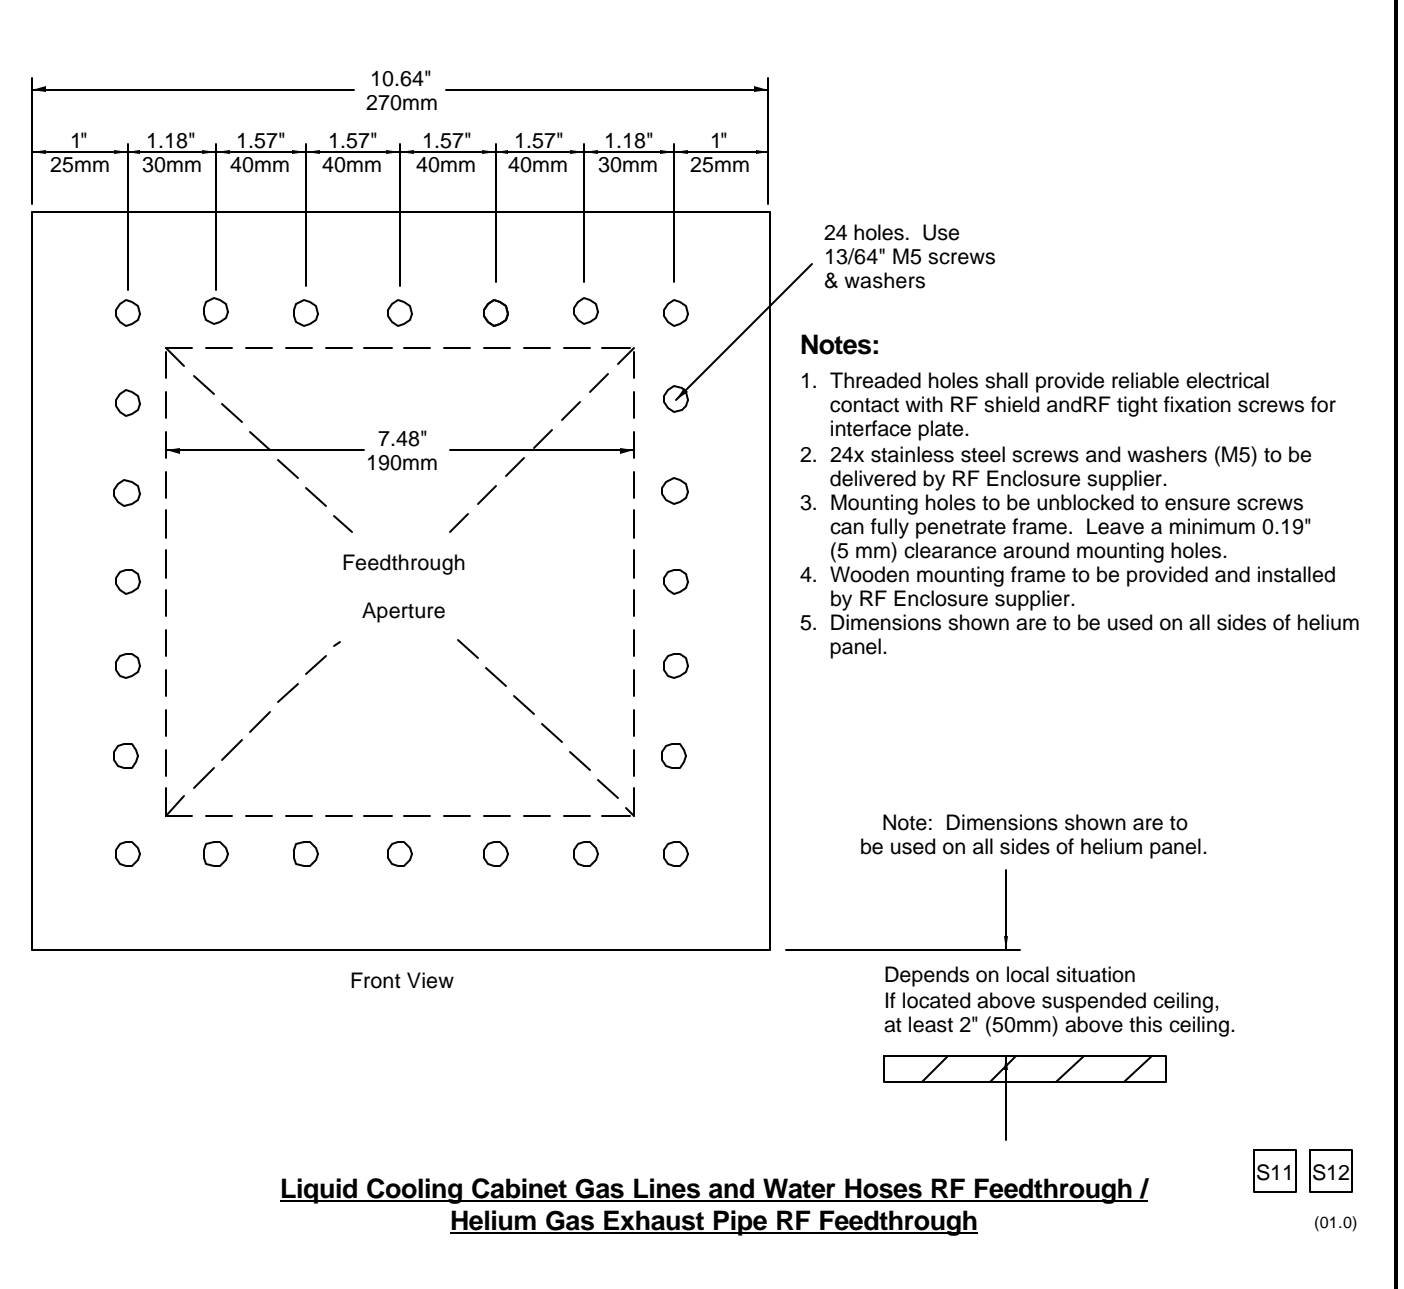 10.64"
270mm
1" 1.18" 1.57" 1.57" 1.57" 1.57" 1.18" 1"
25mm 30mm 40mm 40mm 40mm 40mm 30mm 25mm
24 holes. Use
13/64" M5 screws
& washers
Notes:
1. Threaded holes shall provide reliable electrical
contact with RF shield andRF tight fixation screws for
interface plate.
2. 24x stainless steel screws and washers (M5) to be
delivered by RF Enclosure supplier.
3. Mounting holes to be unblocked to ensure screws
can fully penetrate frame. Leave a minimum 0.19"
(5 mm) clearance around mounting holes.
4. Wooden mounting frame to be provided and installed
by RF Enclosure supplier.
5. Dimensions shown are to be used on all sides of helium
panel.
7.48"
190mm
Feedthrough
Aperture
Note: Dimensions shown are to
be used on all sides of helium panel.
Front View
Depends on local situation
If located above suspended ceiling,
at least 2" (50mm) above this ceiling.
S11 S12
Liquid Cooling Cabinet Gas Lines and Water Hoses RF Feedthrough /
Helium Gas Exhaust Pipe RF Feedthrough
(01.0)